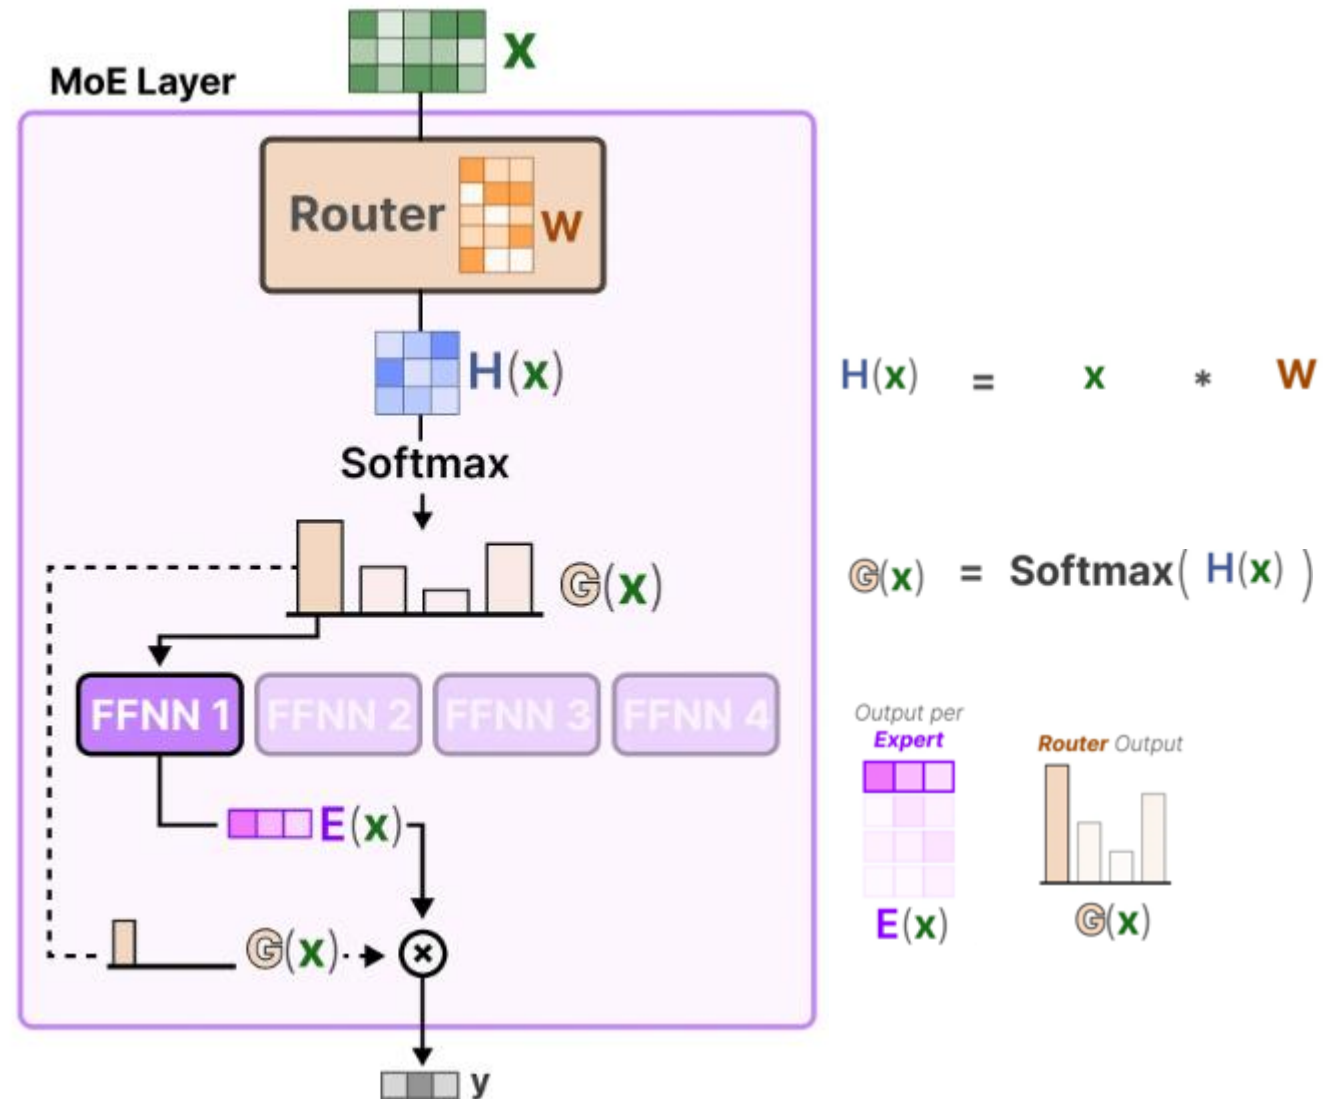 x
MoE Layer
Router W
H(x)
Softmax
G(x)
FFNN 1 FFNN 2 FFNN 3 FFNN 4
E(x)
G(x)
y
H(x) = x * W
G(x) = Softmax( H(x) )
Output per
Expert
E(x)
Router Output
G(x)